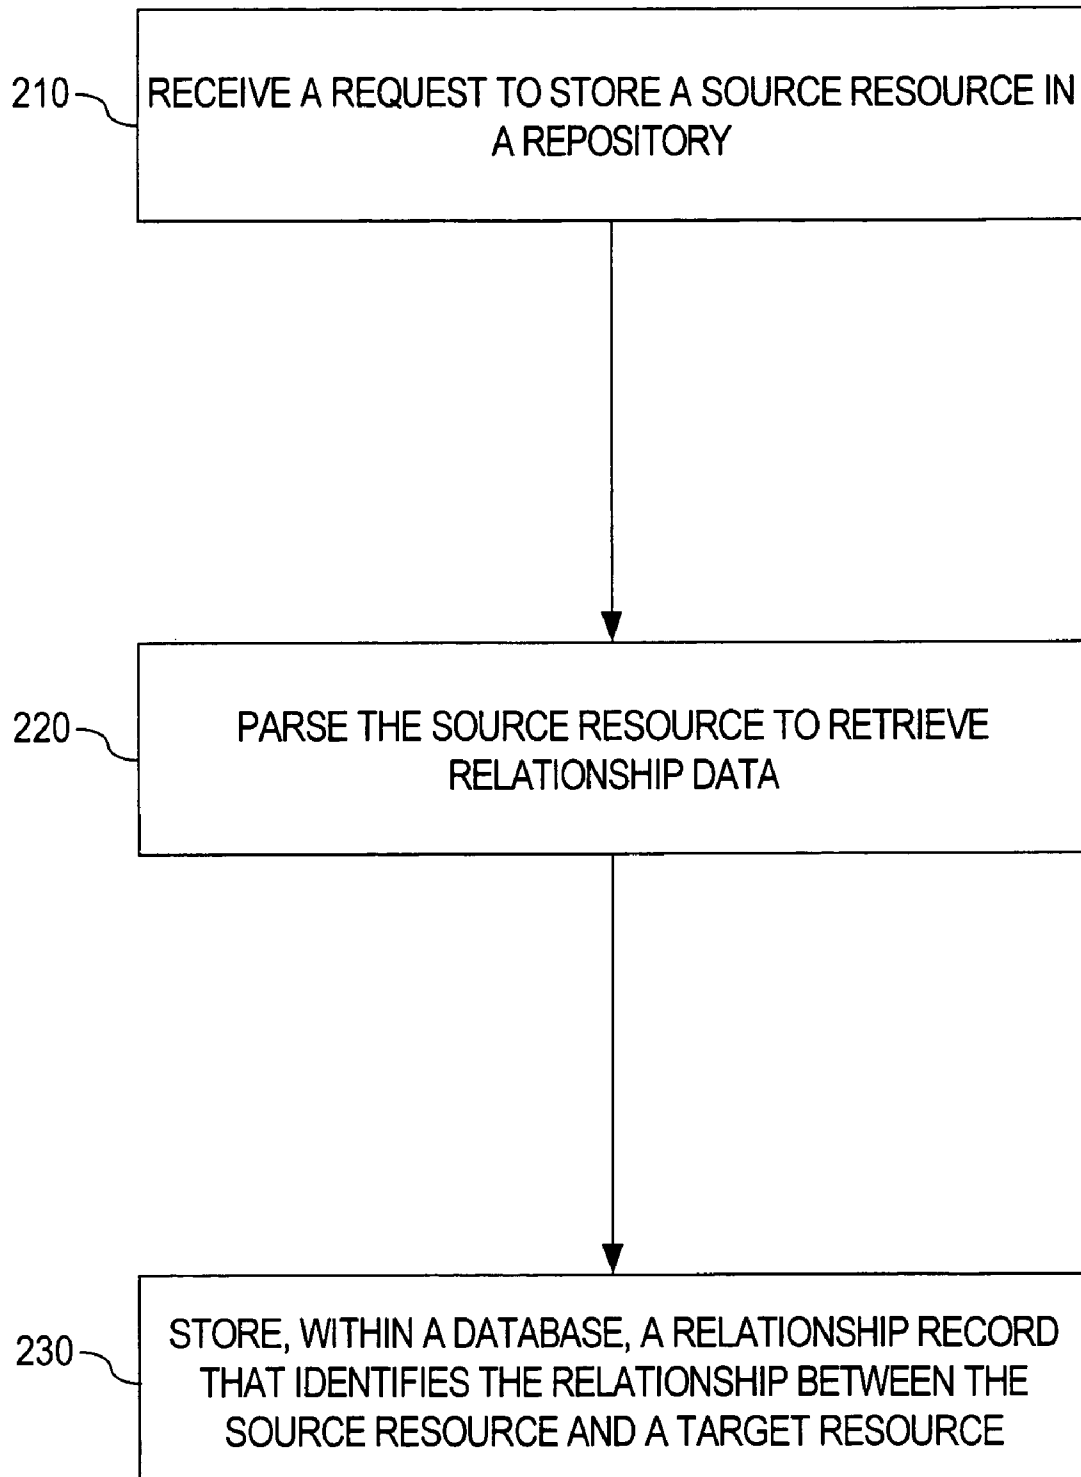 210
RECEIVE A REQUEST TO STORE A SOURCE RESOURCE IN
A REPOSITORY
220
PARSE THE SOURCE RESOURCE TO RETRIEVE
RELATIONSHIP DATA
230
STORE, WITHIN A DATABASE, A RELATIONSHIP RECORD
THAT IDENTIFIES THE RELATIONSHIP BETWEEN THE
SOURCE RESOURCE AND A TARGET RESOURCE